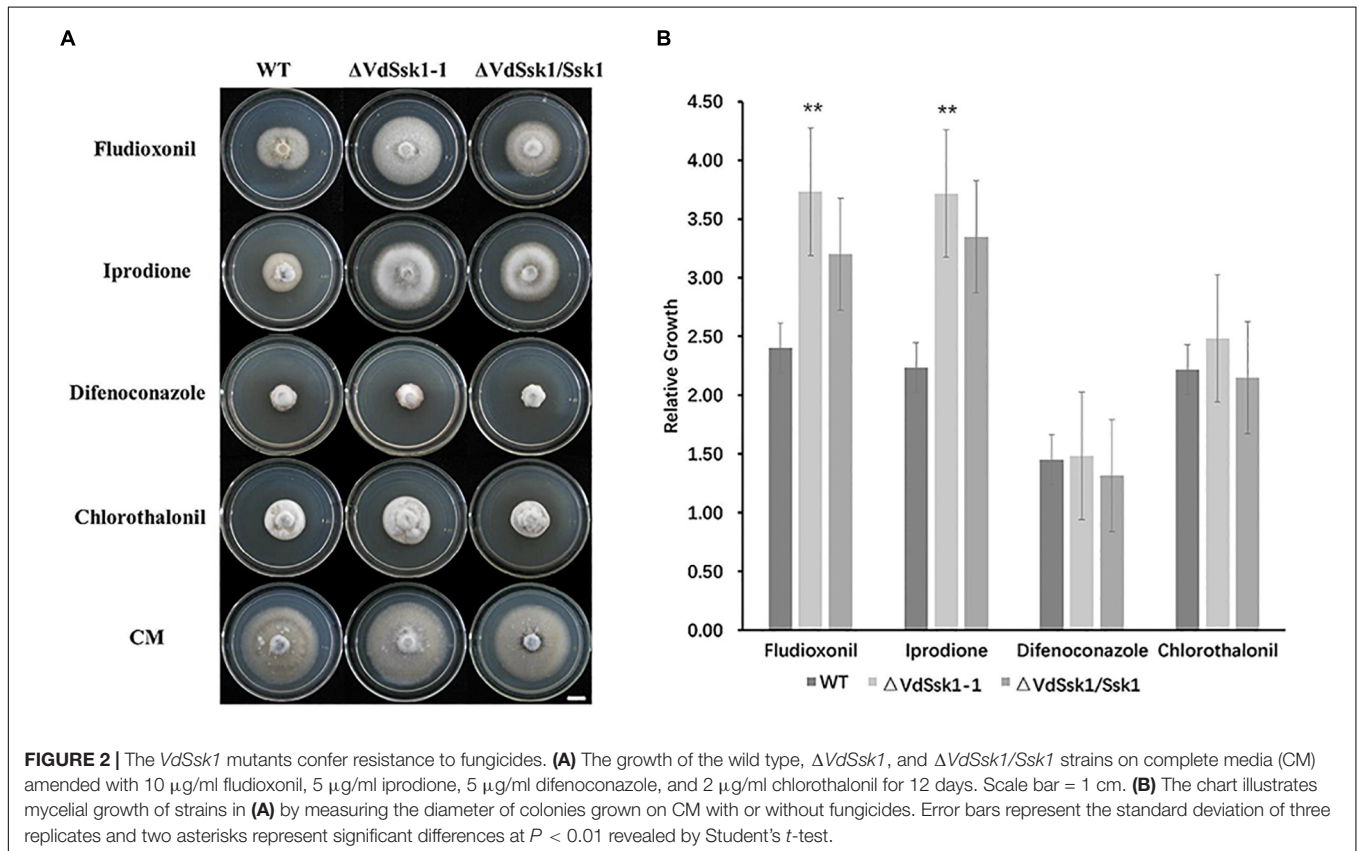 A
WT ΔVdSsk1-1 ΔVdSsk1/Ssk1
Fludioxonil
Iprodione
Difenoconazole
Chlorothalonil
CM
B
Relative Growth
4.50
4.00
3.50
3.00
2.50
2.00
1.50
1.00
0.50
0.00
** **
Fludioxonil Iprodione Difenoconazole Chlorothalonil
WT △VdSsk1-1 △VdSsk1/Ssk1
FIGURE 2 | The VdSsk1 mutants confer resistance to fungicides. (A) The growth of the wild type, ΔVdSsk1, and ΔVdSsk1/Ssk1 strains on complete media (CM)
amended with 10 μg/ml fludioxonil, 5 μg/ml iprodione, 5 μg/ml difenoconazole, and 2 μg/ml chlorothalonil for 12 days. Scale bar = 1 cm. (B) The chart illustrates
mycelial growth of strains in (A) by measuring the diameter of colonies grown on CM with or without fungicides. Error bars represent the standard deviation of three
replicates and two asterisks represent significant differences at P < 0.01 revealed by Student's t-test.